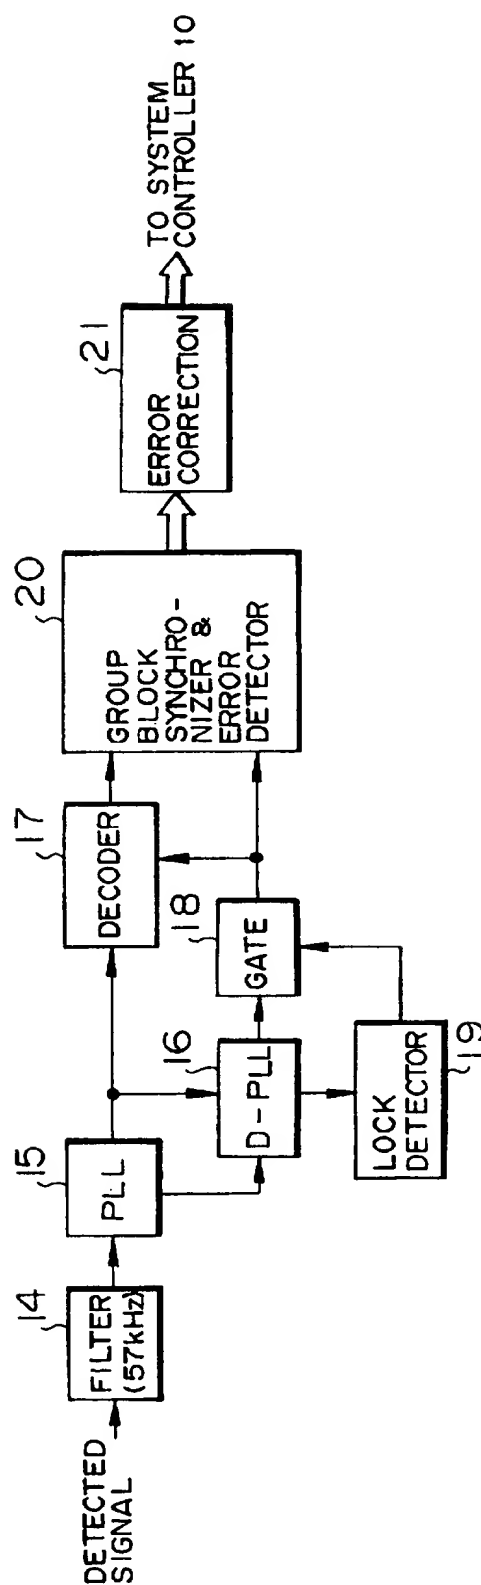 DETECTED
SIGNAL
14
FILTER
(57kHz)
15
PLL
16
D-PLL
17
DECODER
18
GATE
LOCK
DETECTOR
19
20
GROUP
BLOCK
SYNCHRO-
NIZER &
ERROR
DETECTOR
21
ERROR
CORRECTION
TO SYSTEM
CONTROLLER 10